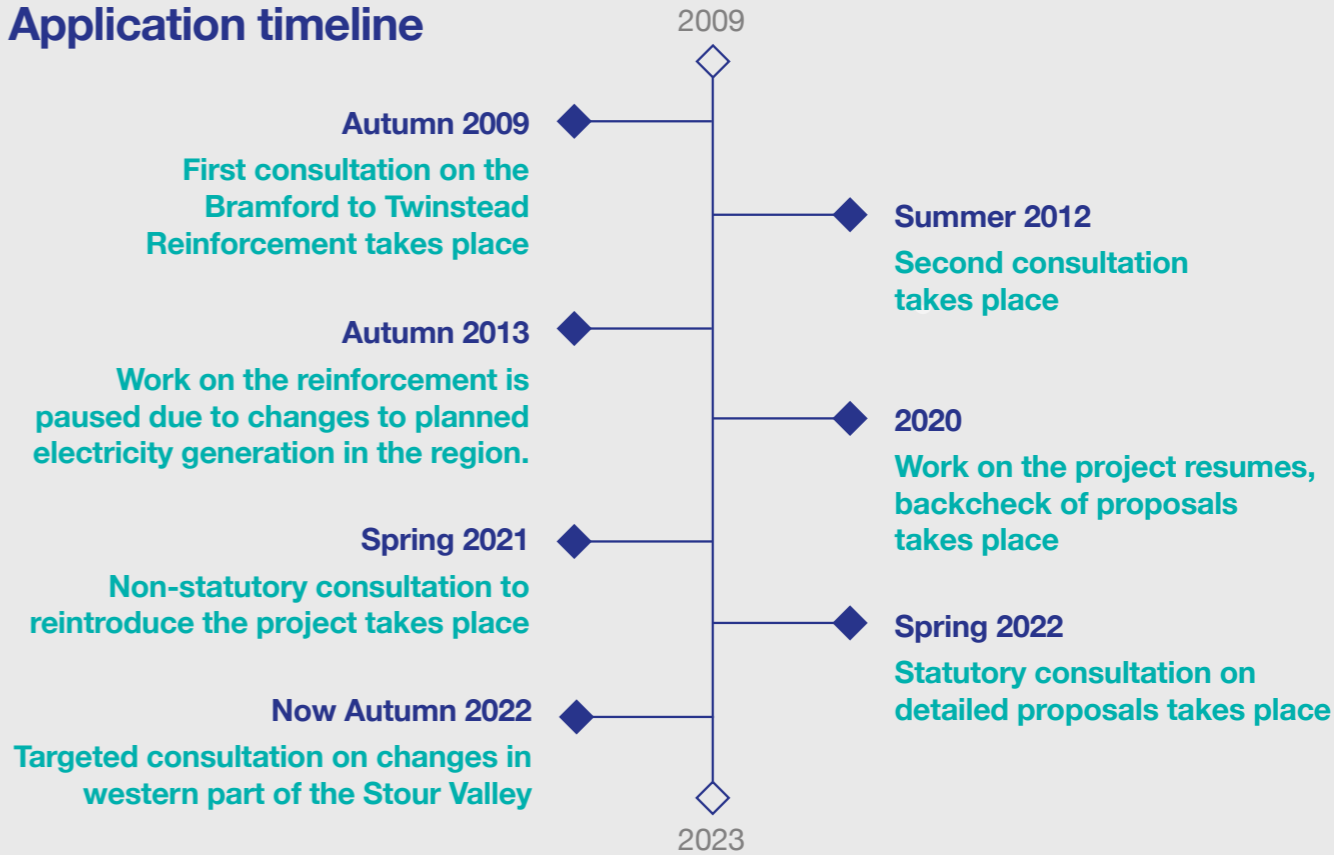 Application timeline
2009
Autumn 2009
First consultation on the
Bramford to Twinstead
Reinforcement takes place
Summer 2012
Second consultation
takes place
Autumn 2013
Work on the reinforcement is
paused due to changes to planned
electricity generation in the region.
2020
Work on the project resumes,
backcheck of proposals
takes place
Spring 2021
Non-statutory consultation to
reintroduce the project takes place
Spring 2022
Statutory consultation on
detailed proposals takes place
Now Autumn 2022
Targeted consultation on changes in
western part of the Stour Valley
2023